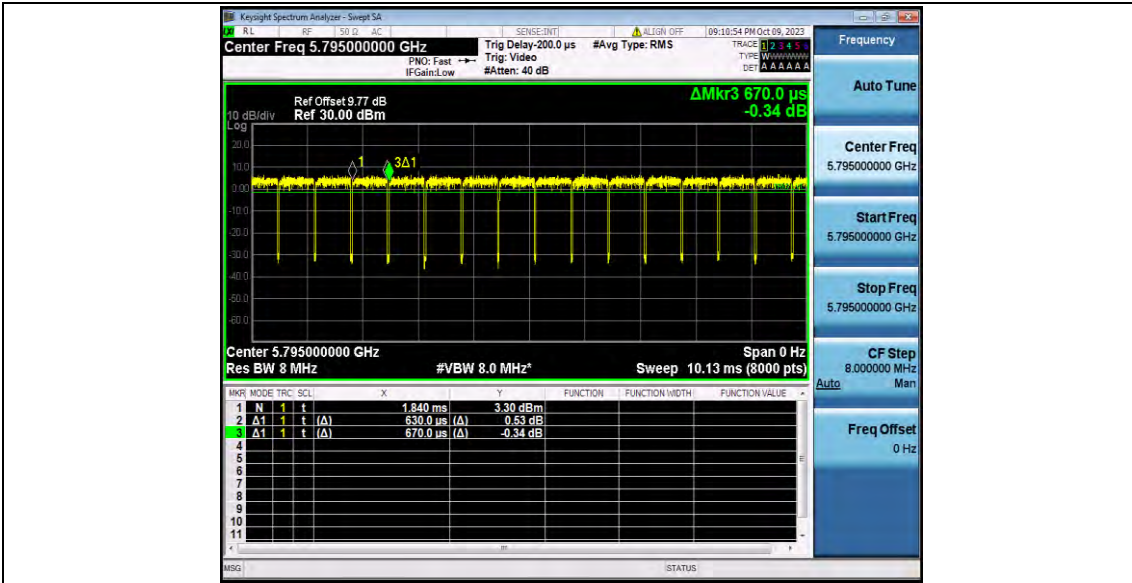 Keysight Spectrum Analyzer - Swept SA
RL RF 50 Ω AC SENSE:INT ALIGN OFF 09:10:54 PM Oct 09, 2023
Center Freq 5.795000000 GHz
PNO: Fast
IFGain:Low
Trig Delay-200.0 µs #Avg Type: RMS
Trig: Video
#Atten: 40 dB
TRACE 1 2 3 4 5 6
TYPE WWWWWW
DET A A A A A A
ΔMkr3 670.0 µs
-0.34 dB
Ref Offset 9.77 dB
10 dB/div Ref 30.00 dBm
Log
20.0
10.0
0.00
-10.0
-20.0
-30.0
-40.0
-50.0
-60.0
1
3Δ1
Center 5.795000000 GHz Span 0 Hz
Res BW 8 MHz #VBW 8.0 MHz* Sweep 10.13 ms (8000 pts)
MKR MODE TRC SCL X Y FUNCTION FUNCTION WIDTH FUNCTION VALUE
1 N 1 t 1.840 ms 3.30 dBm
2 Δ1 1 t (Δ) 630.0 µs (Δ) 0.53 dB
3 Δ1 1 t (Δ) 670.0 µs (Δ) -0.34 dB
4
5
6
7
8
9
10
11
MSG STATUS
Frequency
Auto Tune
Center Freq
5.795000000 GHz
Start Freq
5.795000000 GHz
Stop Freq
5.795000000 GHz
CF Step
8.000000 MHz
Auto Man
Freq Offset
0 Hz